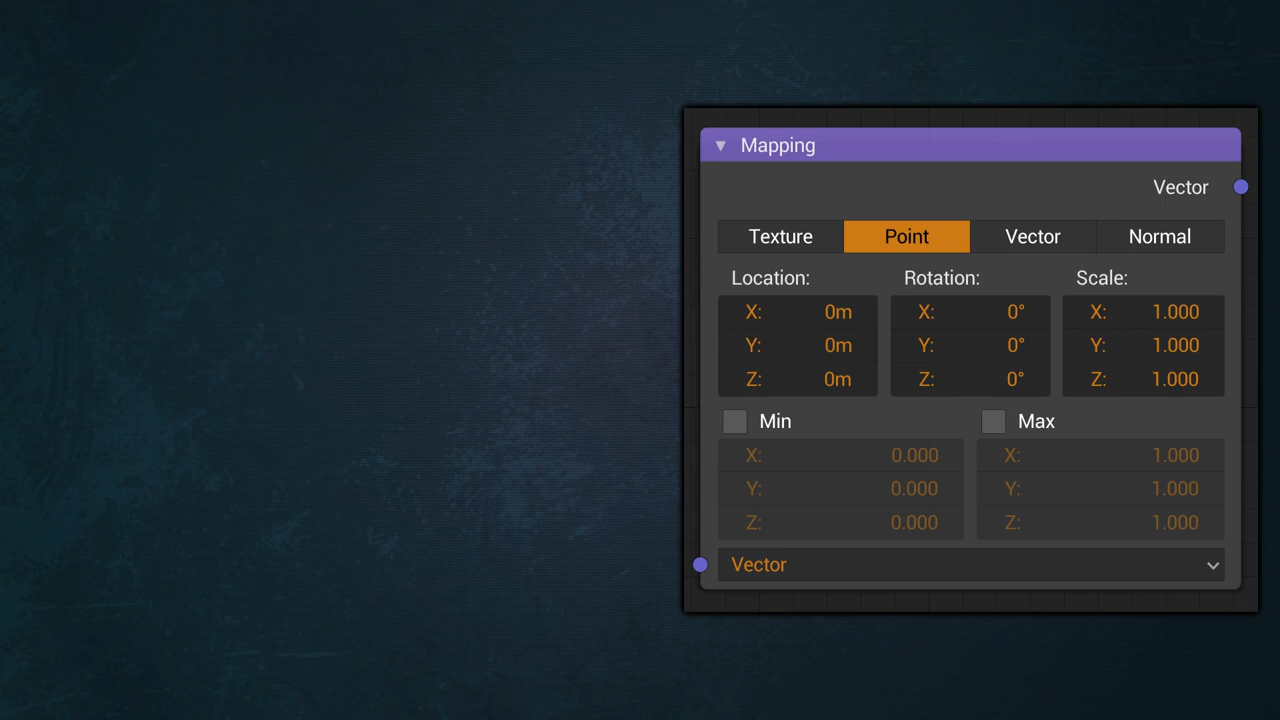 Mapping
Vector
Texture Point Vector Normal
Location: Rotation: Scale:
X: 0m X: 0° X: 1.000
Y: 0m Y: 0° Y: 1.000
Z: 0m Z: 0° Z: 1.000
Min Max
X: 0.000 X: 1.000
Y: 0.000 Y: 1.000
Z: 0.000 Z: 1.000
Vector